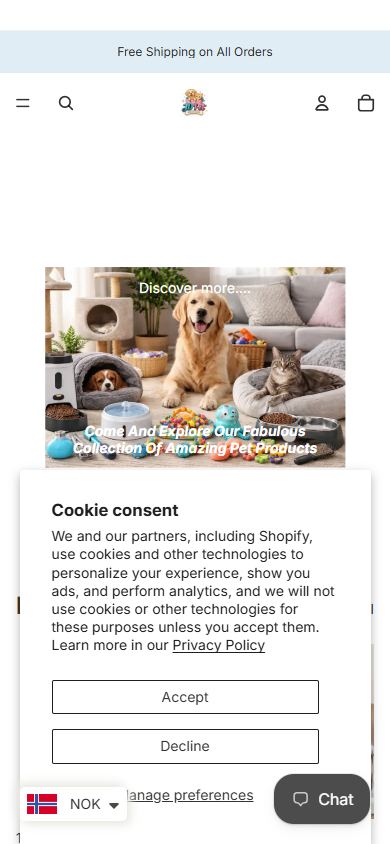 Free Shipping on All Orders
Discover more....
Come And Explore Our Fabulous
Collection Of Amazing Pet Products
Cookie consent
We and our partners, including Shopify,
use cookies and other technologies to
personalize your experience, show you
ads, and perform analytics, and we will not
use cookies or other technologies for
these purposes unless you accept them.
Learn more in our Privacy Policy
Accept
Decline
Manage preferences
NOK
Chat
1